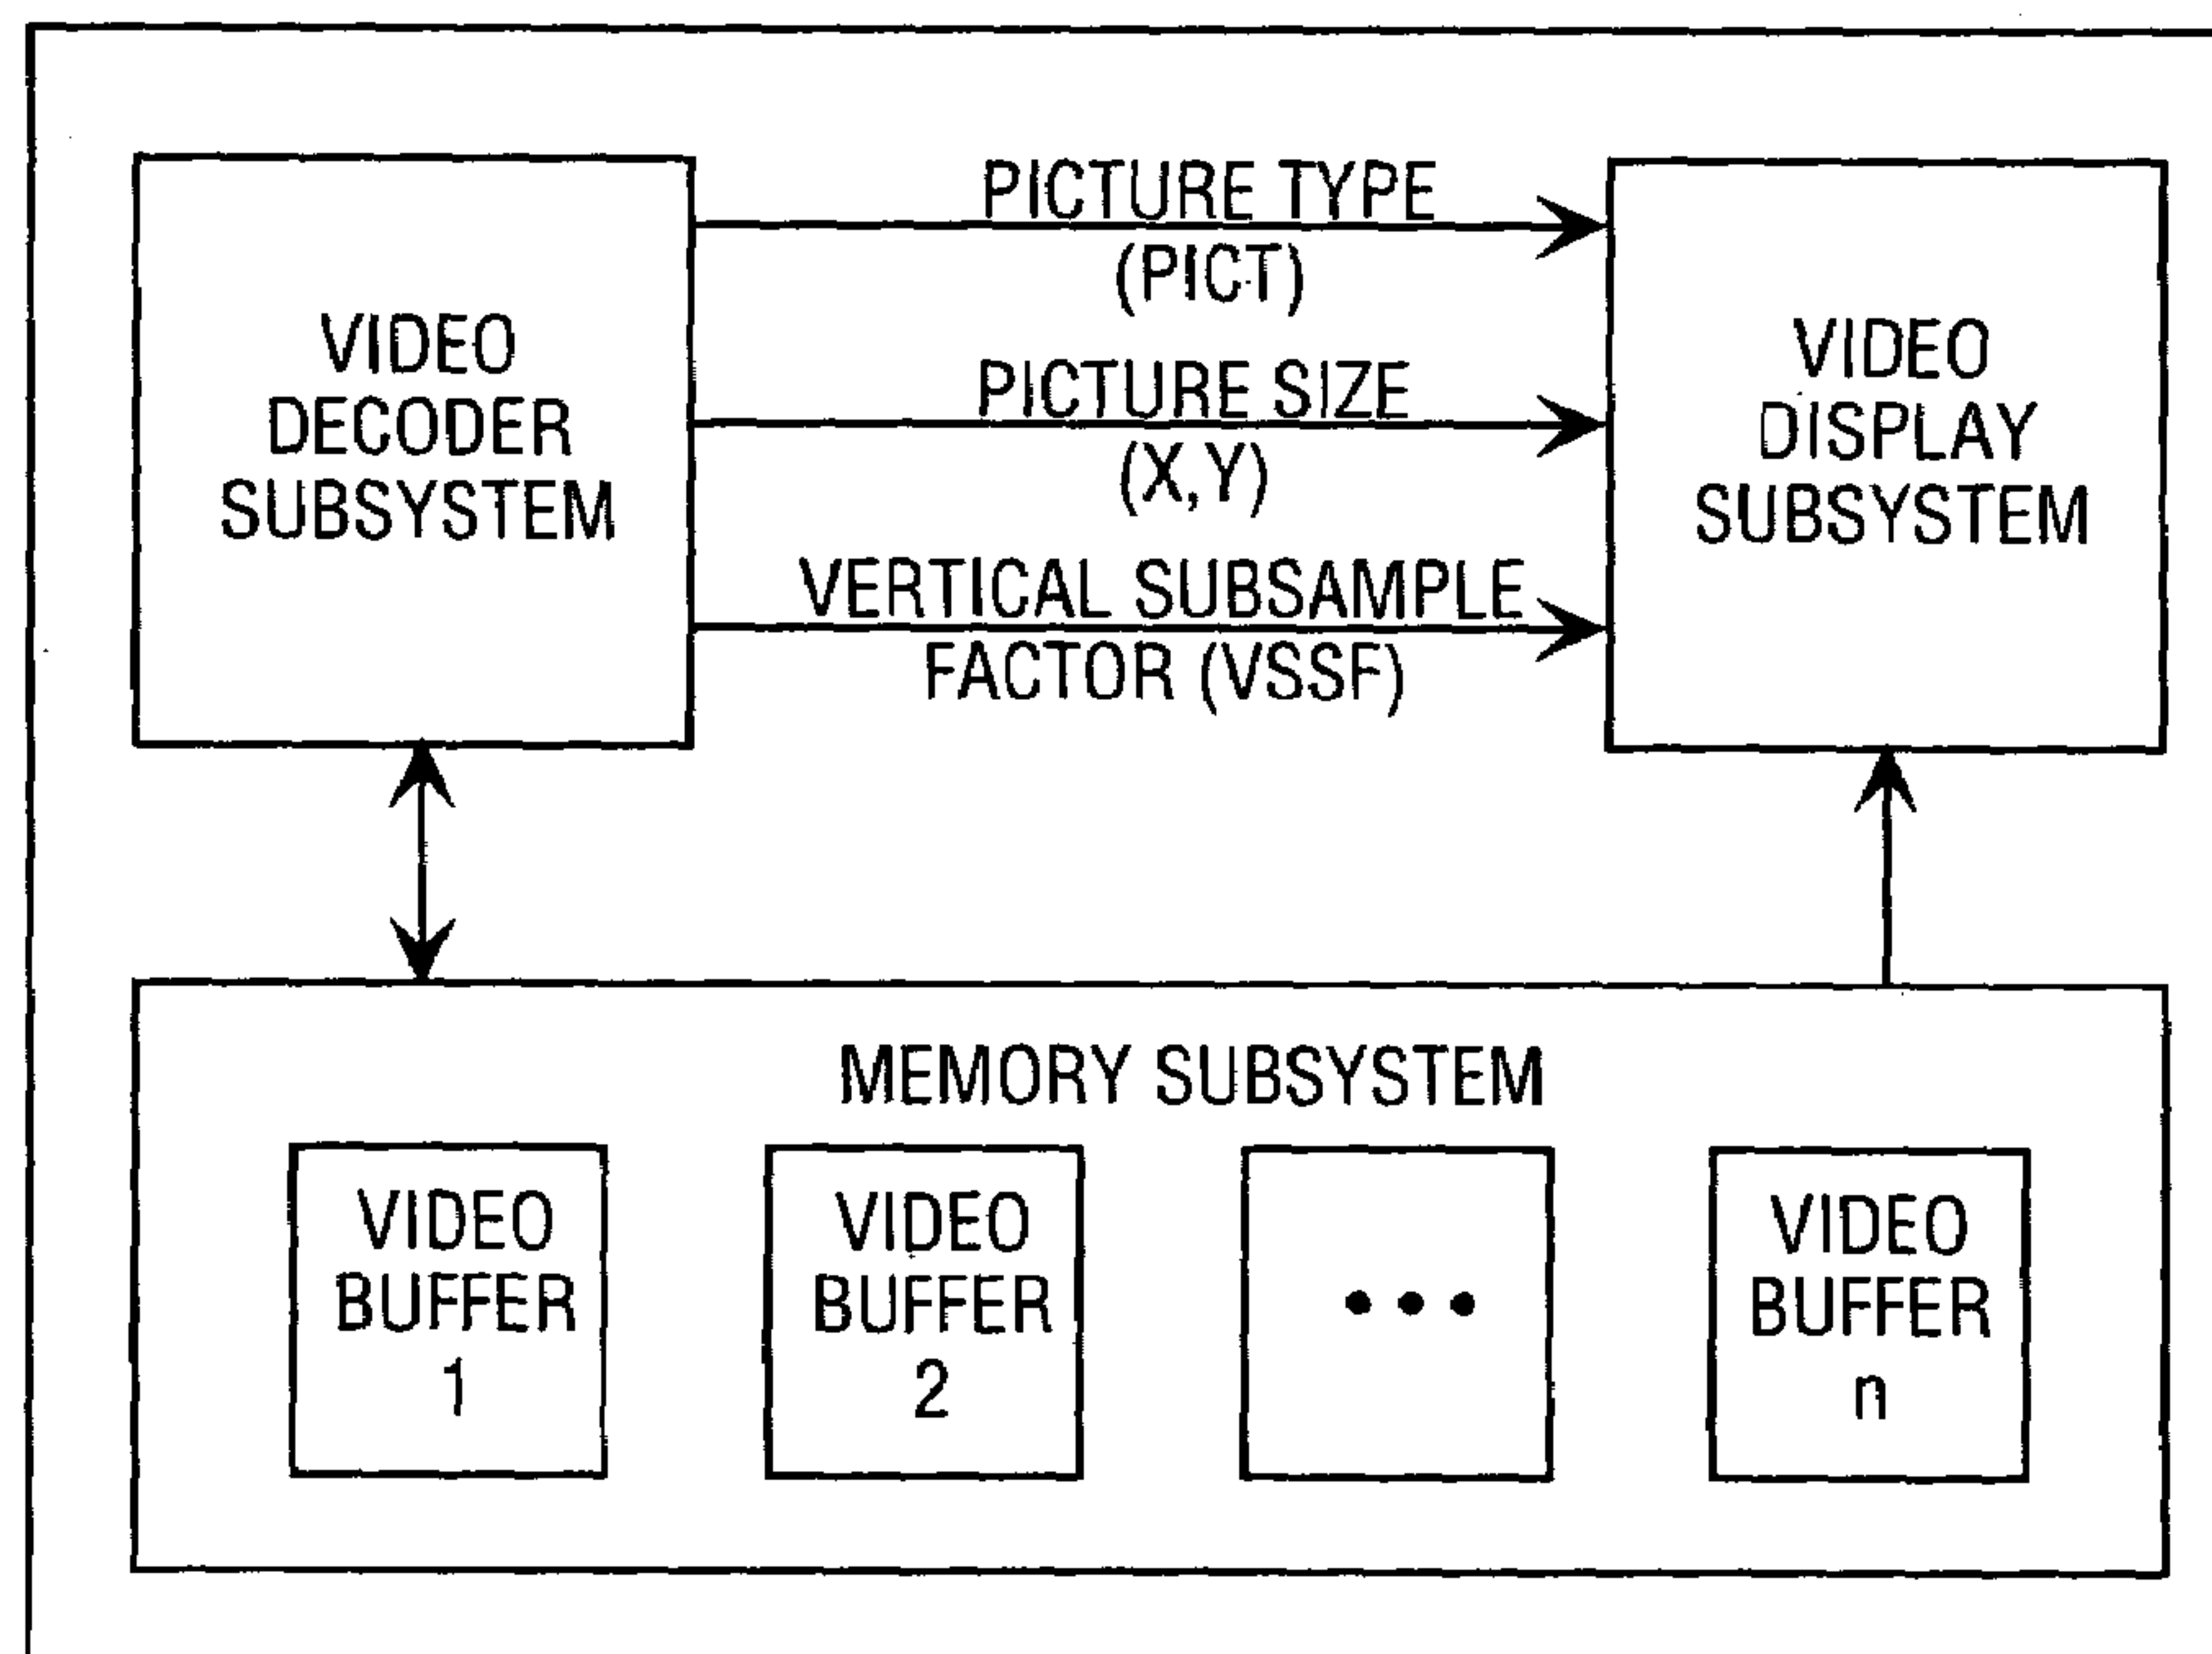 VIDEO
DECODER
SUBSYSTEM
PICTURE TYPE
(PICT)
PICTURE SIZE
(X,Y)
VERTICAL SUBSAMPLE
FACTOR (VSSF)
VIDEO
DISPLAY
SUBSYSTEM
MEMORY SUBSYSTEM
VIDEO
BUFFER
1
VIDEO
BUFFER
2
•••
VIDEO
BUFFER
n